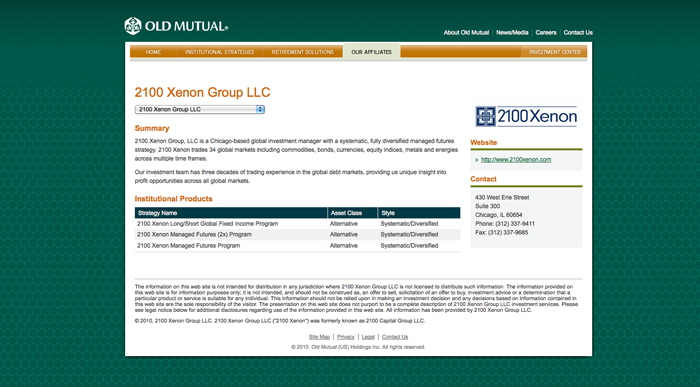 OLD MUTUAL®
About Old Mutual | News/Media | Careers | Contact Us
HOME INSTITUTIONAL STRATEGIES RETIREMENT SOLUTIONS OUR AFFILIATES INVESTMENT CENTER
2100 Xenon Group LLC
2100 Xenon Group LLC
Summary
2100 Xenon Group, LLC is a Chicago-based global investment manager with a systematic, fully diversified managed futures
strategy. 2100 Xenon trades 34 global markets including commodities, bonds, currencies, equity indices, metals and energies
across multiple time frames.
Our investment team has three decades of trading experience in the global debt markets, providing us unique insight into
profit opportunities across all global markets.
Institutional Products
Strategy Name Asset Class Style
2100 Xenon Long/Short Global Fixed Income Program Alternative Systematic/Diversified
2100 Xenon Managed Futures (2x) Program Alternative Systematic/Diversified
2100 Xenon Managed Futures Program Alternative Systematic/Diversified
2100 Xenon
Website
» http://www.2100xenon.com
Contact
430 West Erie Street
Suite 300
Chicago, IL 60654
Phone: (312) 337-9411
Fax: (312) 337-9685
The information on this web site is not intended for distribution in any jurisdiction where 2100 Xenon Group LLC is not licensed to distribute such information. The information provided on
this web site is for information purposes only; it is not intended, and should not be construed as, an offer to sell, solicitation of an offer to buy, investment advice or a determination that a
particular product or service is suitable for any individual. This information should not be relied upon in making an investment decision and any decisions based on information contained in
this web site are the sole responsibility of the visitor. The presentation on this web site does not purport to be a complete description of 2100 Xenon Group LLC investment services. Please
see legal notice below for additional disclosures regarding use of the information provided in this web site. All information has been provided by 2100 Xenon Group LLC.
© 2010, 2100 Xenon Group LLC. 2100 Xenon Group LLC ("2100 Xenon") was formerly known as 2100 Capital Group LLC.
Site Map | Privacy | Legal | Contact Us
© 2010. Old Mutual (US) Holdings Inc. All rights reserved.